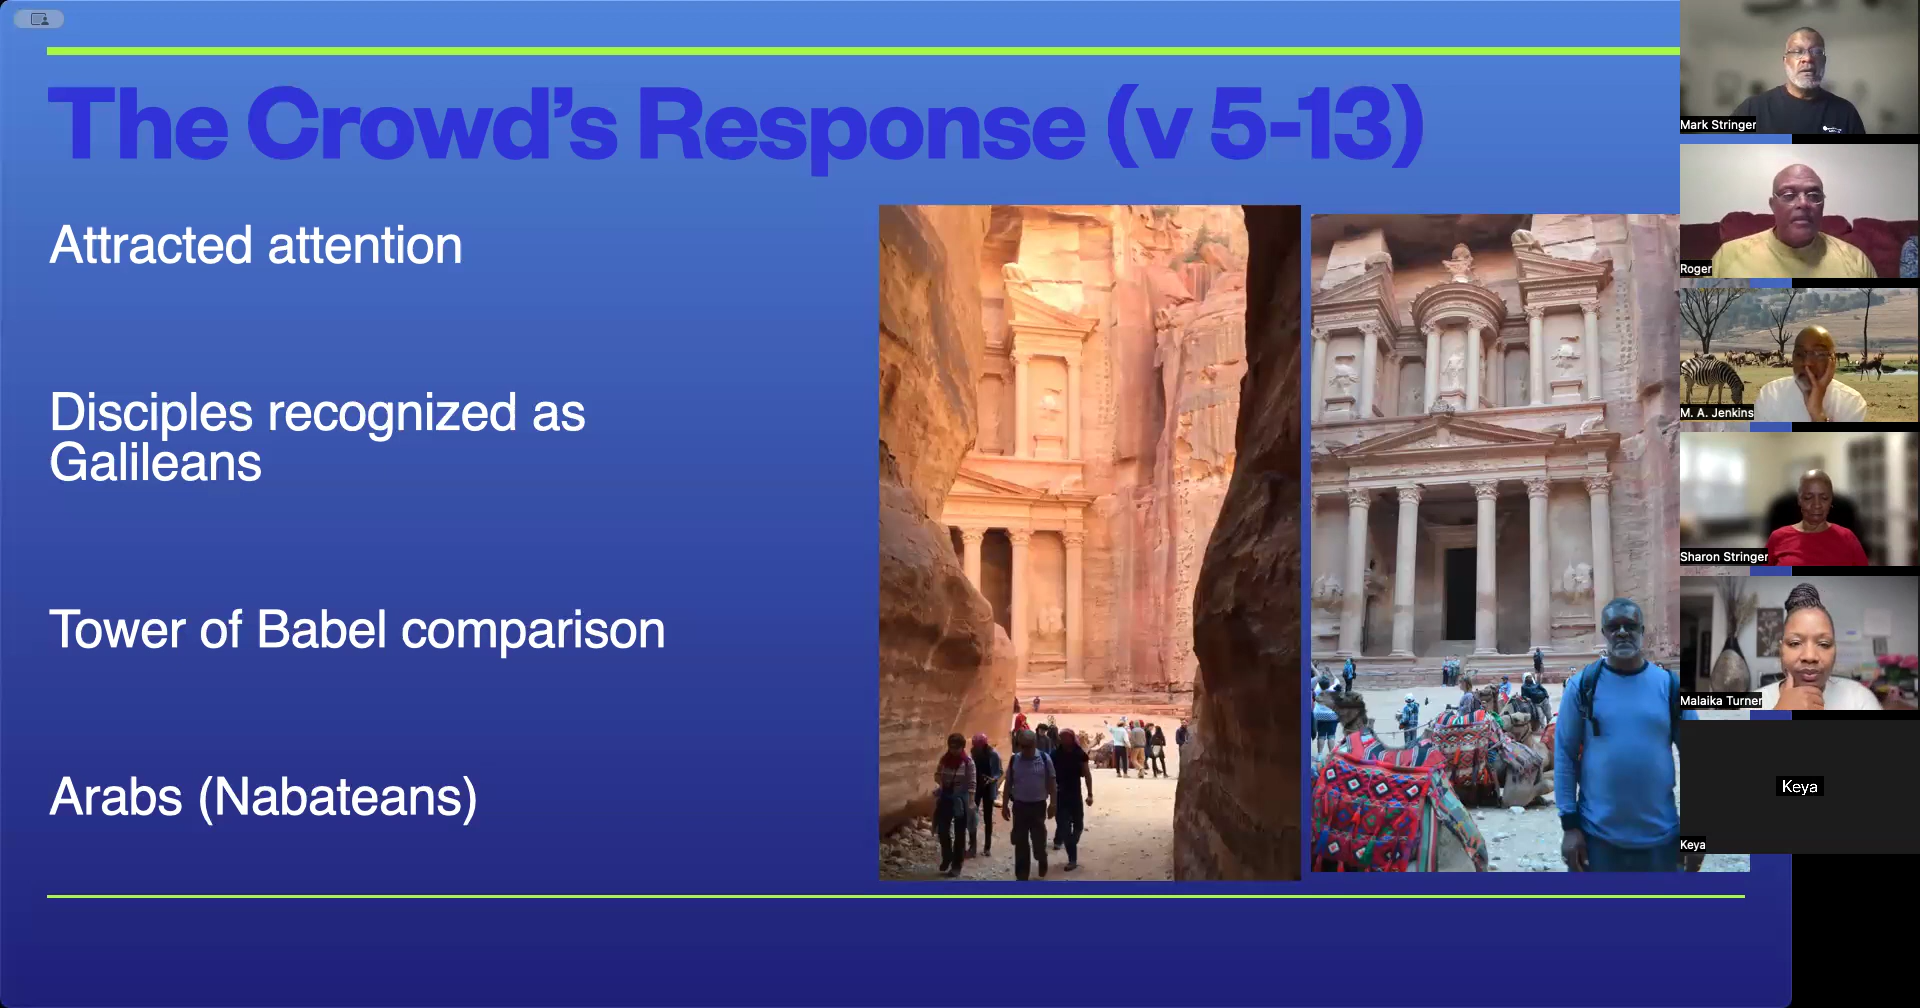 The Crowd’s Response (v 5-13)
Attracted attention
Disciples recognized as
Galileans
Tower of Babel comparison
Arabs (Nabateans)
Mark Stringer
Roger
M. A. Jenkins
Sharon Stringer
Malaika Turner
Keya
Keya